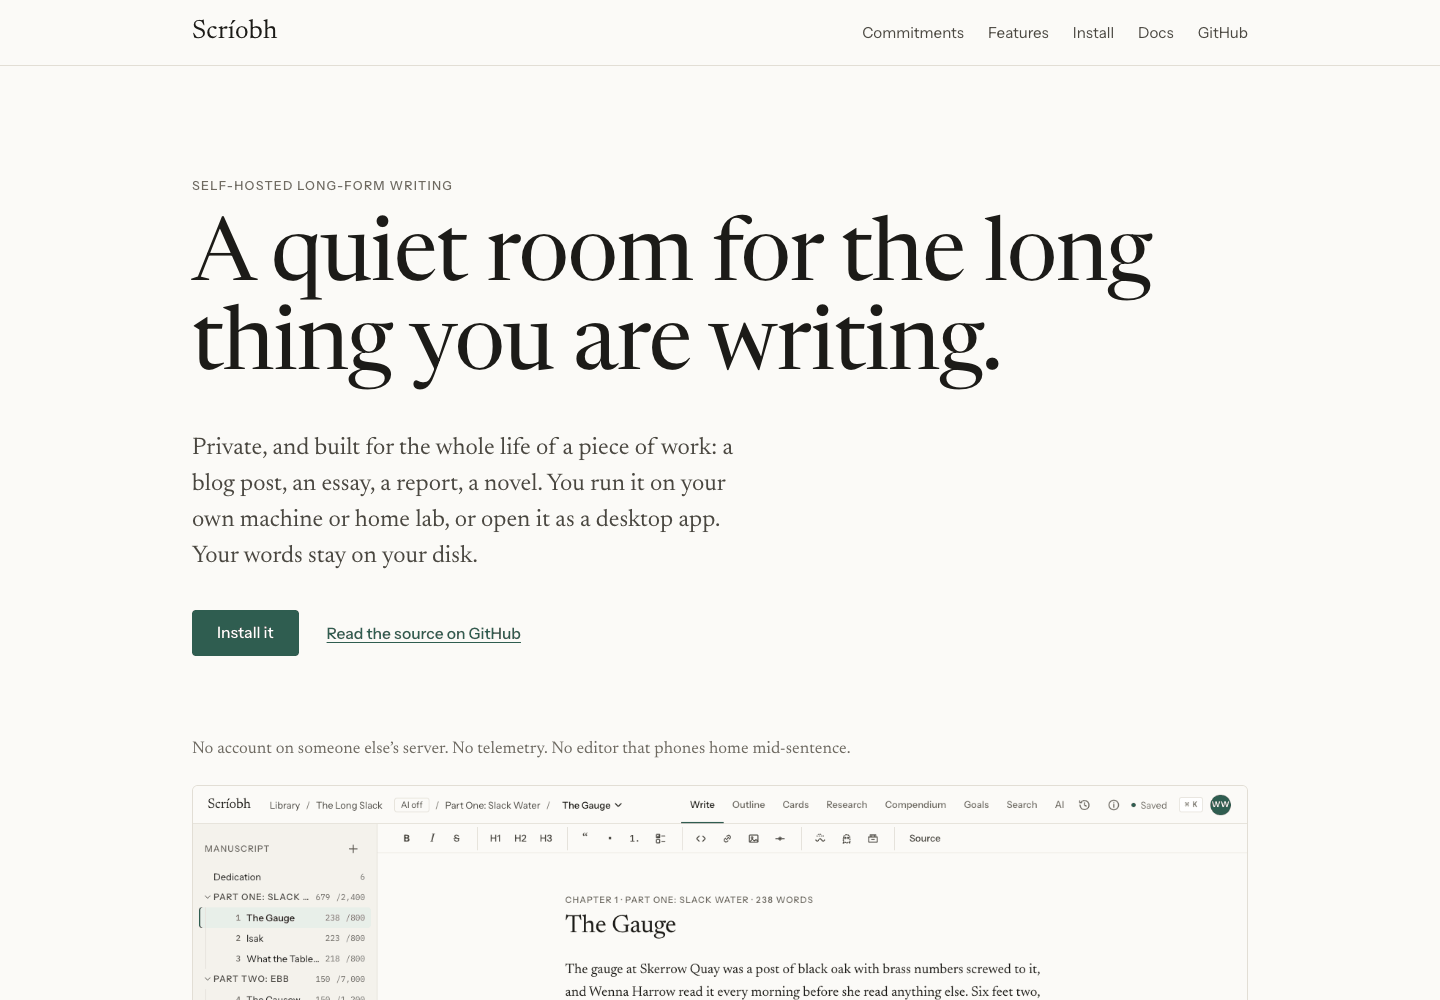 Scríobh
Commitments Features Install Docs GitHub
SELF-HOSTED LONG-FORM WRITING
A quiet room for the long
thing you are writing.
Private, and built for the whole life of a piece of work: a
blog post, an essay, a report, a novel. You run it on your
own machine or home lab, or open it as a desktop app.
Your words stay on your disk.
Install it Read the source on GitHub
No account on someone else’s server. No telemetry. No editor that phones home mid-sentence.
Scríobh Library / The Long Slack AI off / Part One: Slack Water / The Gauge Write Outline Cards Research Compendium Goals Search AI Saved ⌘ K WW
B I S H1 H2 H3 “ • 1. Source
MANUSCRIPT +
Dedication 6
PART ONE: SLACK … 679 /2,400
1 The Gauge 238 /800
2 Isak 223 /800
3 What the Table… 218 /800
PART TWO: EBB 150 /7,000
CHAPTER 1 · PART ONE: SLACK WATER · 238 WORDS
The Gauge
The gauge at Skerrow Quay was a post of black oak with brass numbers screwed to it,
and Wenna Harrow read it every morning before she read anything else. Six feet two,